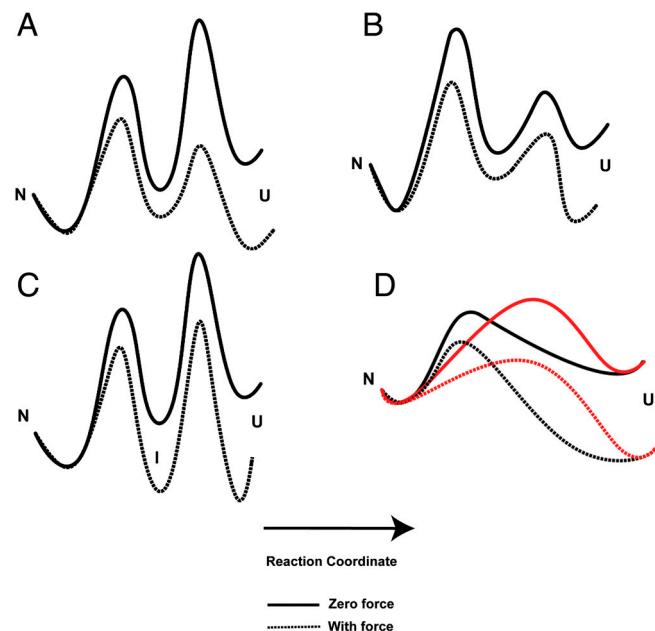 A
B
N
U
N
U
C
D
N
I
U
N
U
Reaction Coordinate
Zero force
With force